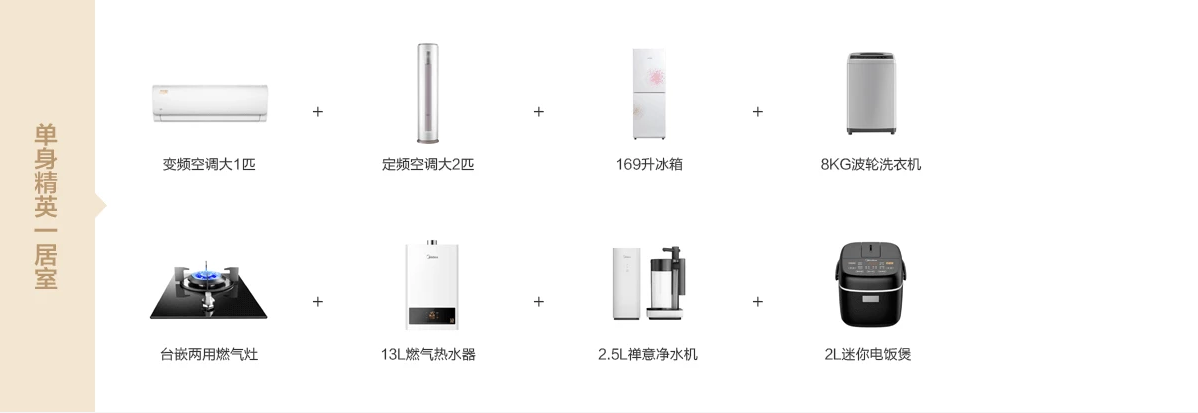 单身精英一居室
变频空调大1匹
定频空调大2匹
169升冰箱
8KG波轮洗衣机
Midea
台嵌两用燃气灶
13L燃气热水器
2.5L禅意净水机
2L迷你电饭煲